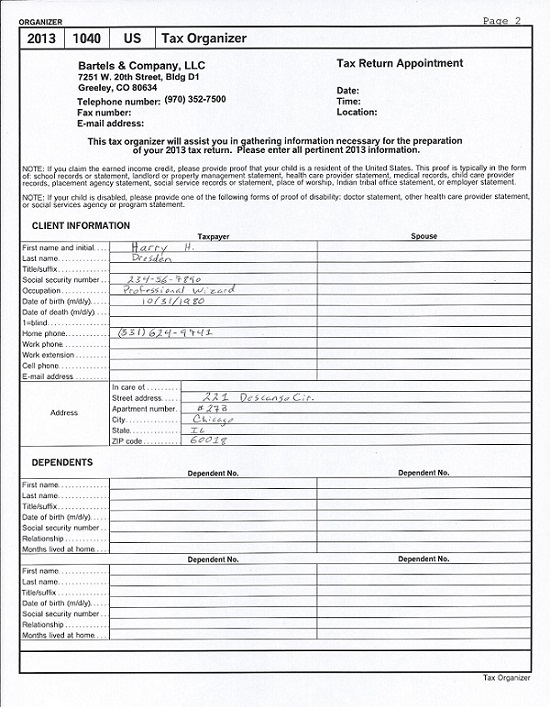 ORGANIZER Page 2
2013 1040 US Tax Organizer
Bartels & Company, LLC Tax Return Appointment
7251 W. 20th Street, Bldg D1
Greeley, CO 80634 Date:
Telephone number: (970) 352-7500 Time:
Fax number: Location:
E-mail address:
This tax organizer will assist you in gathering information necessary for the preparation
of your 2013 tax return. Please enter all pertinent 2013 information.
NOTE: If you claim the earned income credit, please provide proof that your child is a resident of the United States. This proof is typically in the form
of: school records or statement, landlord or property management statement, health care provider statement, medical records, child care provider
records, placement agency statement, social service records or statement, place of worship, Indian tribal office statement, or employer statement.
NOTE: If your child is disabled, please provide one of the following forms of proof of disability: doctor statement, other health care provider statement,
or social services agency or program statement.
CLIENT INFORMATION
Taxpayer Spouse
First name and initial Harry H.
Last name Dresden
Title/suffix
Social security number 234-56-7890
Occupation Professional Wizard
Date of birth (m/d/y) 10/31/1980
Date of death (m/d/y)
1=blind
Home phone (531) 624-9741
Work phone
Work extension
Cell phone
E-mail address
Address
In care of
Street address 221 Descanso Cir.
Apartment number #27B
City Chicago
State IL
ZIP code 60018
DEPENDENTS
Dependent No. Dependent No.
First name
Last name
Title/suffix
Date of birth (m/d/y)
Social security number
Relationship
Months lived at home
Dependent No. Dependent No.
First name
Last name
Title/suffix
Date of birth (m/d/y)
Social security number
Relationship
Months lived at home
Tax Organizer